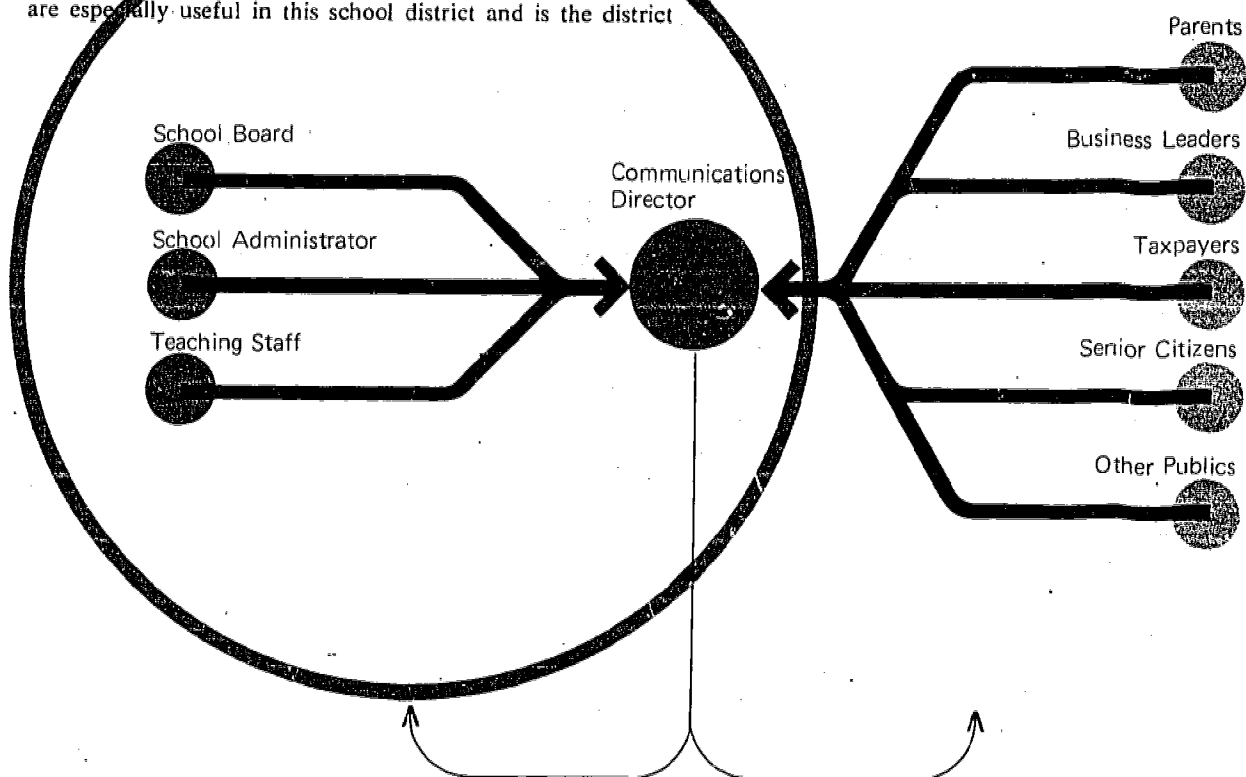 are especially useful in this school district and is the district
Parents
School Board
Business Leaders
Communications
Director
School Administrator
Taxpayers
Teaching Staff
Senior Citizens
Other Publics